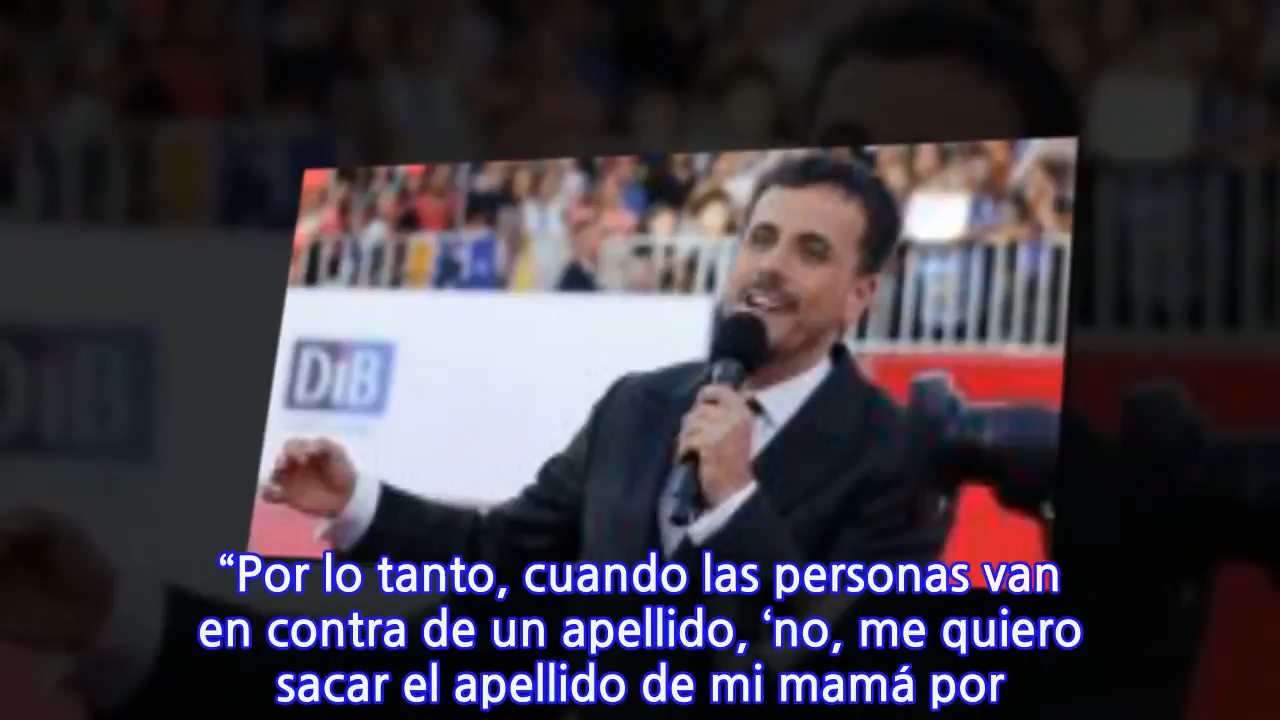 DiB
DiB
“Por lo tanto, cuando las personas van
en contra de un apellido, ‘no, me quiero
sacar el apellido de mi mamá por